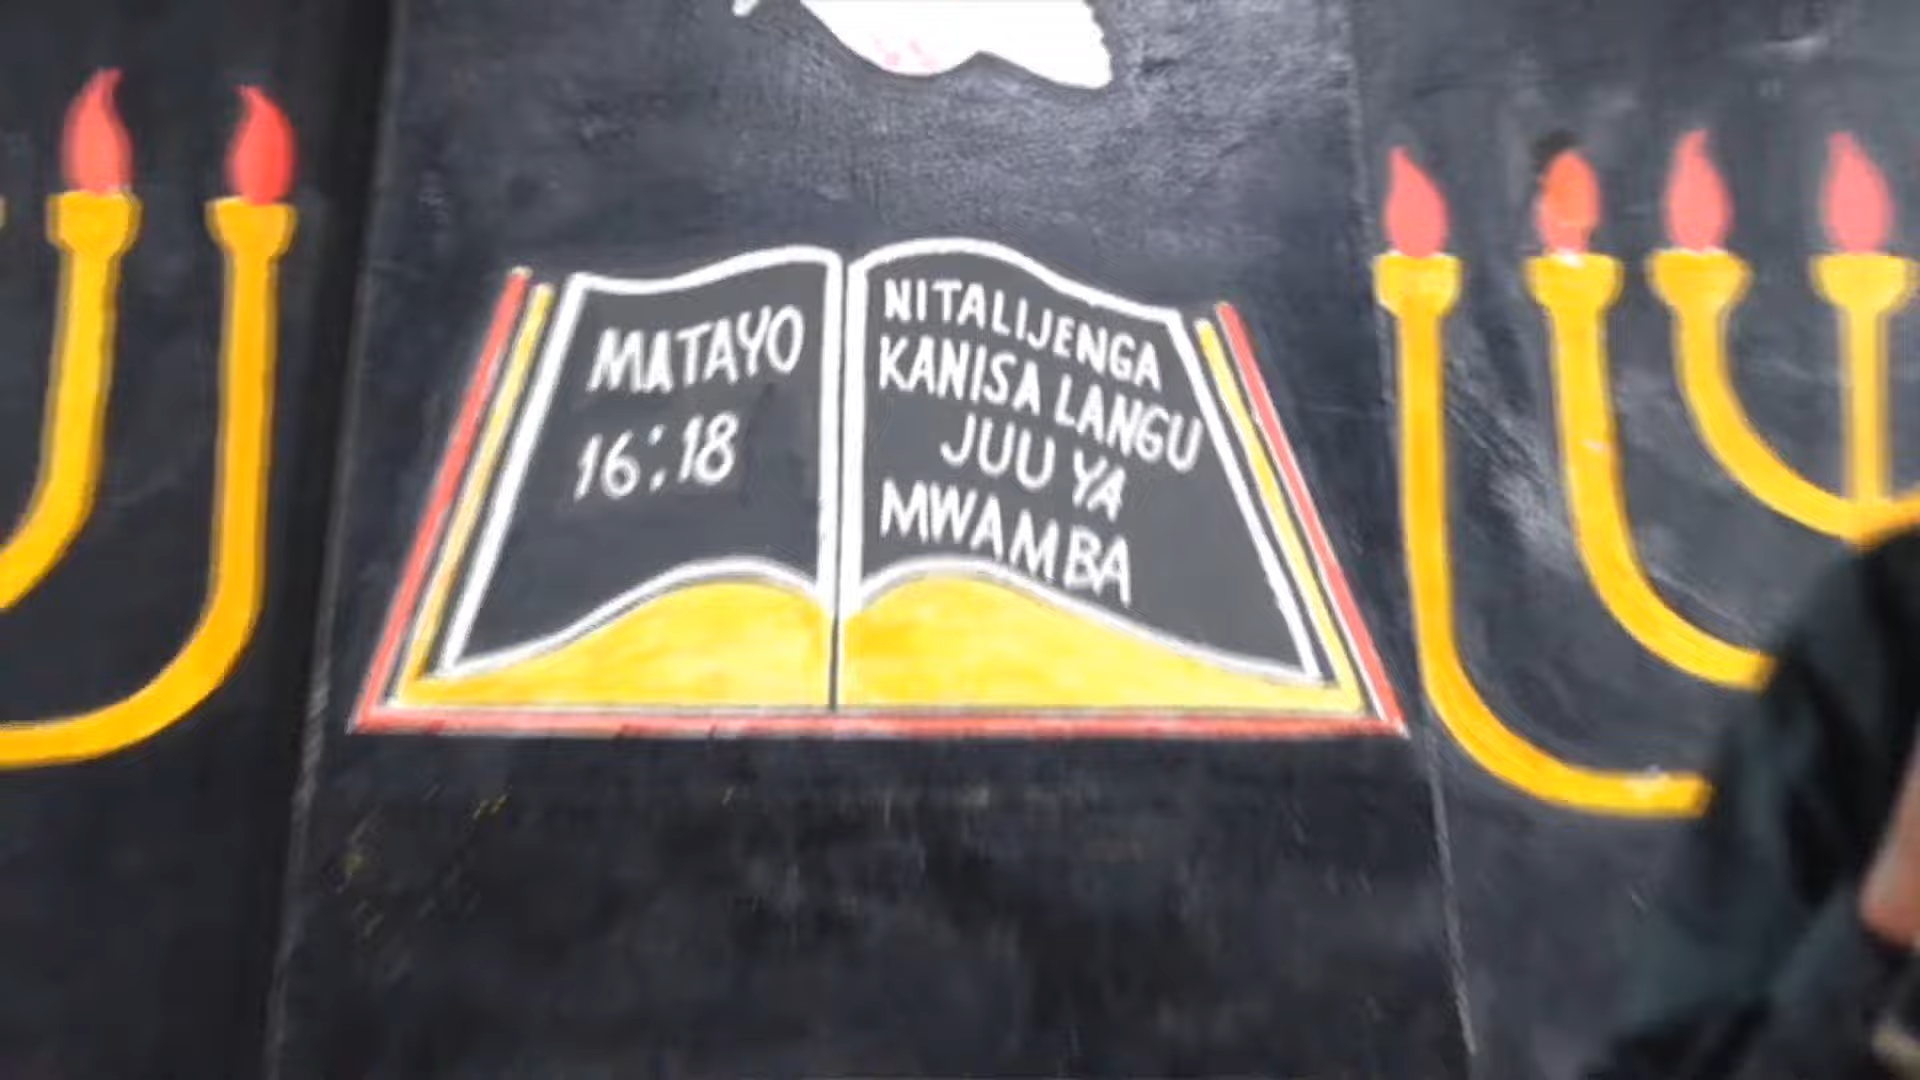 MATAYO
16:18
NITALIJENGA
KANISA LANGU
JUU YA
MWAMBA